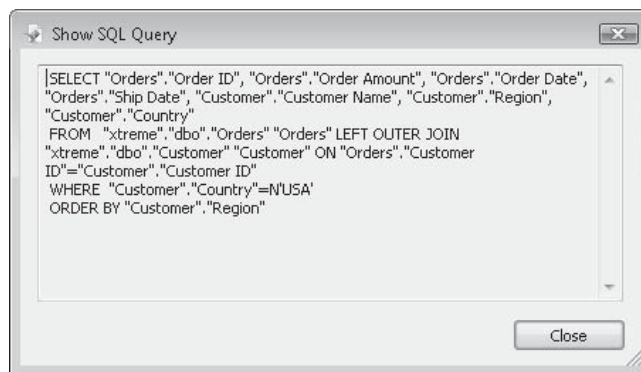 Show SQL Query
SELECT "Orders"."Order ID", "Orders"."Order Amount", "Orders"."Order Date",
"Orders"."Ship Date", "Customer"."Customer Name", "Customer"."Region",
"Customer"."Country"
FROM "xtreme"."dbo"."Orders" "Orders" LEFT OUTER JOIN
"xtreme"."dbo"."Customer" "Customer" ON "Orders"."Customer
ID"="Customer"."Customer ID"
WHERE "Customer"."Country"=N'USA'
ORDER BY "Customer"."Region"
Close